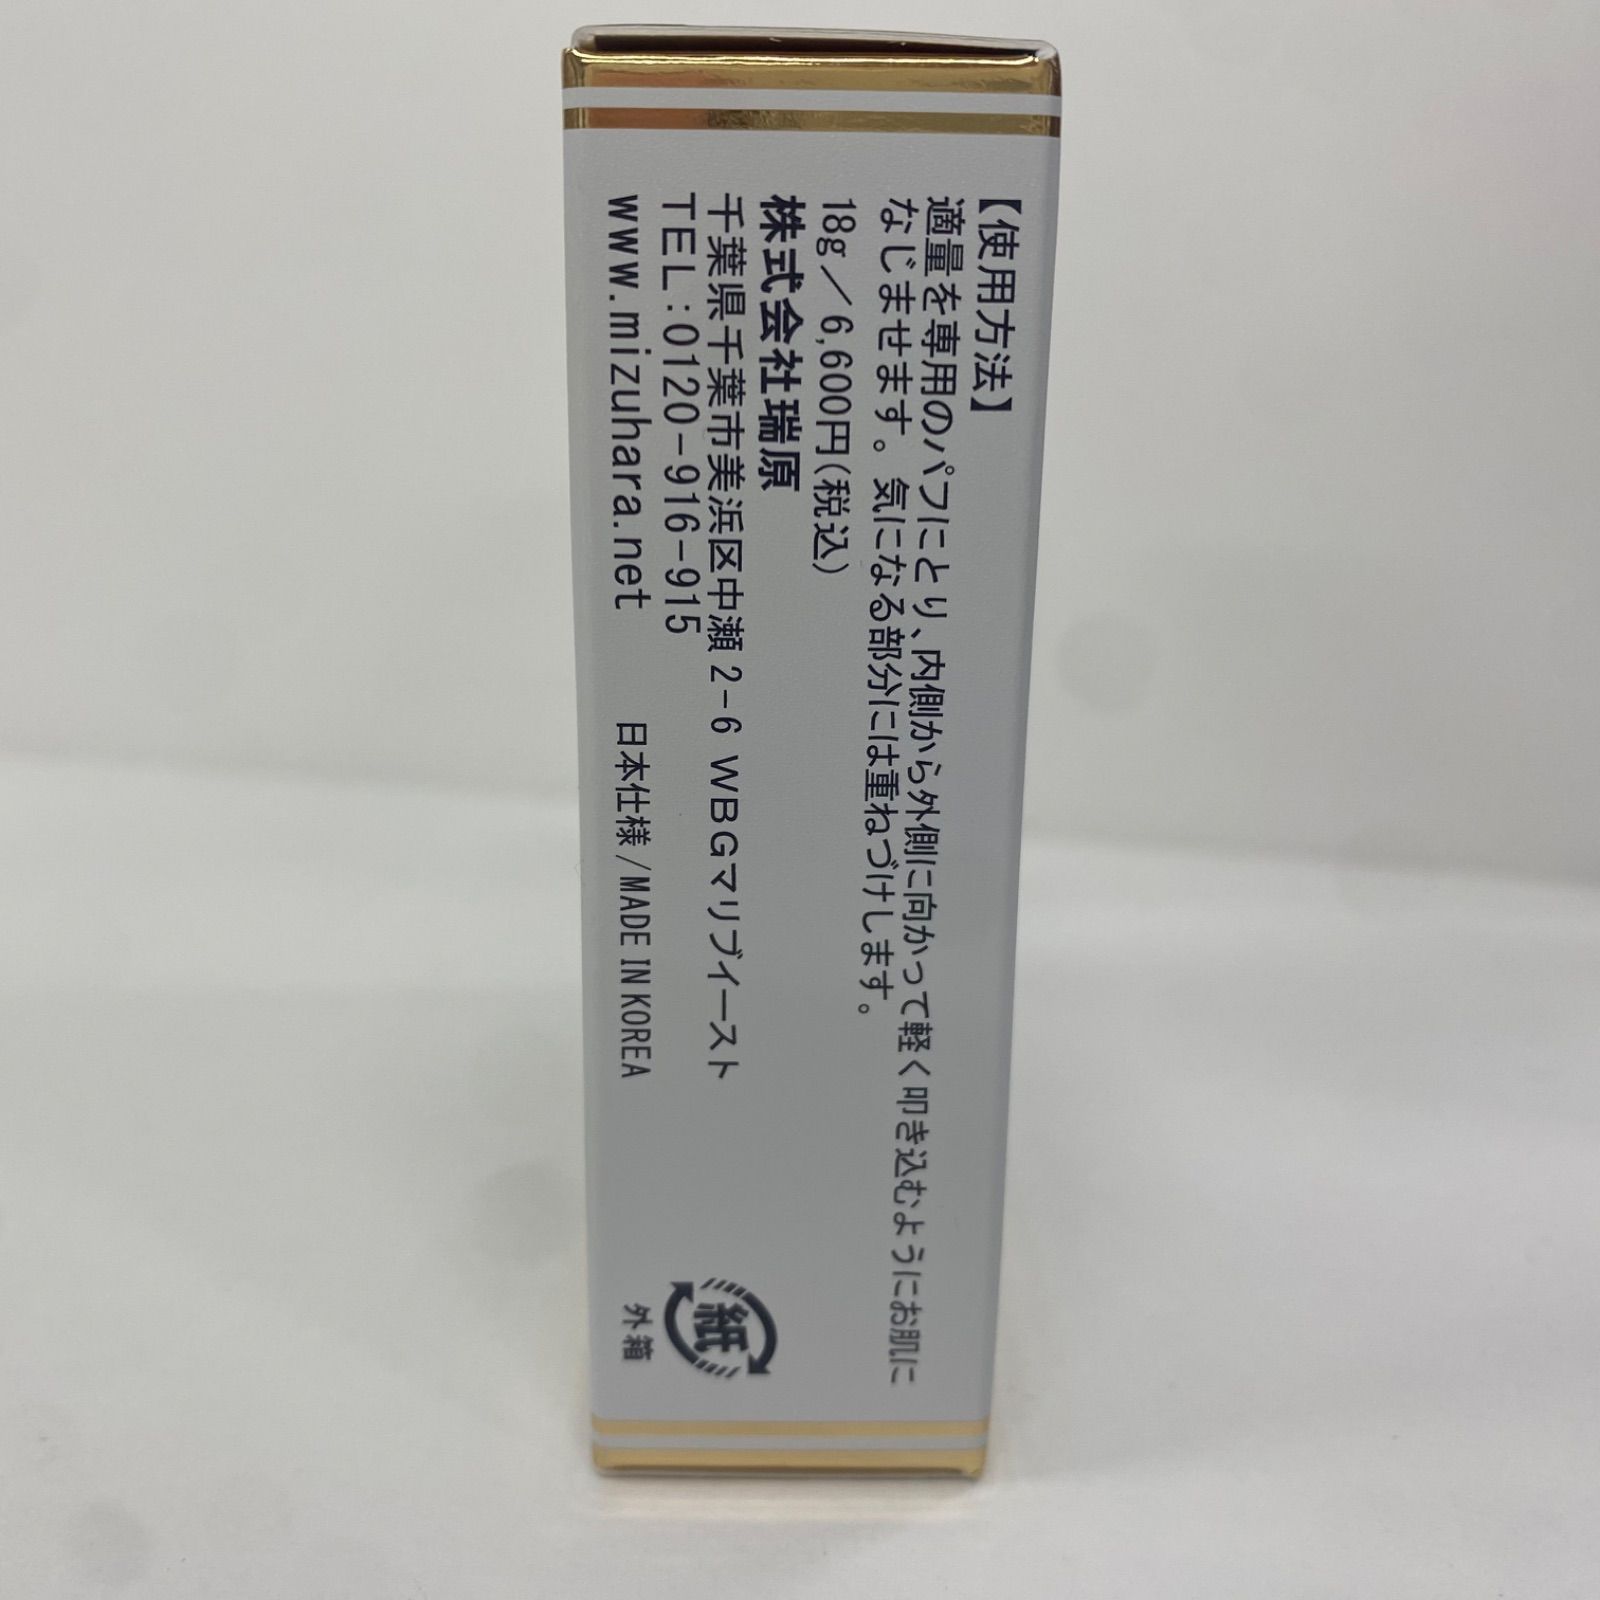 【使用方法】
適量を専用のパフにとり、内側から外側に向かって軽く叩き込むようにお肌に
なじませます。気になる部分には重ねづけします。
18g／6,600円(税込)
株式会社瑞原
千葉県千葉市美浜区中瀬2-6 WBGマリブイースト
TEL:0120-916-915
www.mizuhara.net
日本仕様/MADE IN KOREA
紙
外箱